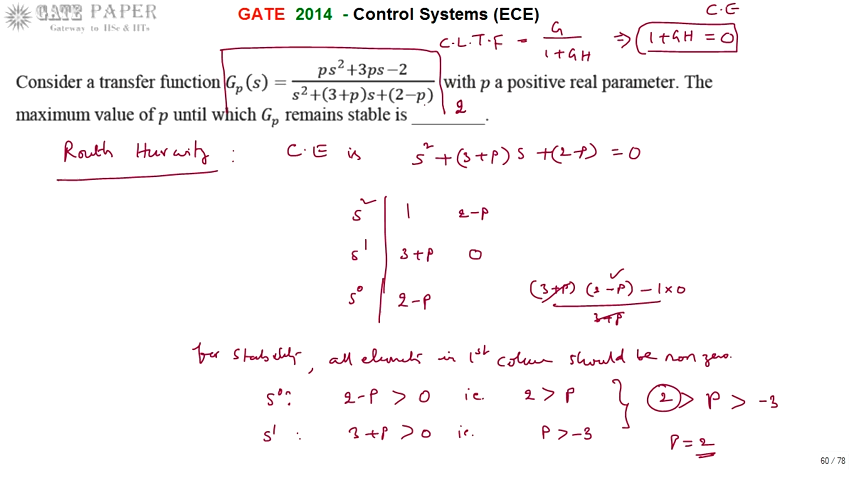 GATE PAPER
Gateway to IISc & IITs
GATE 2014 - Control Systems (ECE)
C.E
C.L.T.F = G / 1+GH ⇒ 1+GH = 0
Consider a transfer function G_p(s) = (ps²+3ps−2) / (s²+(3+p)s+(2−p)) with p a positive real parameter. The
maximum value of p until which G_p remains stable is ________. 2
Routh Hurwitz : C.E is s²+(3+P)s+(2-P) = 0
s² | 1 2-P
s¹ | 3+P 0
s⁰ | 2-P (3+P)(2-P) - 1×0 / 3+P
for stability, all elements in 1st column should be non zero.
s⁰: 2-P > 0 ie. 2 > P
2 > P > -3
s¹ : 3+P > 0 ie. P > -3
P = 2
60 / 78